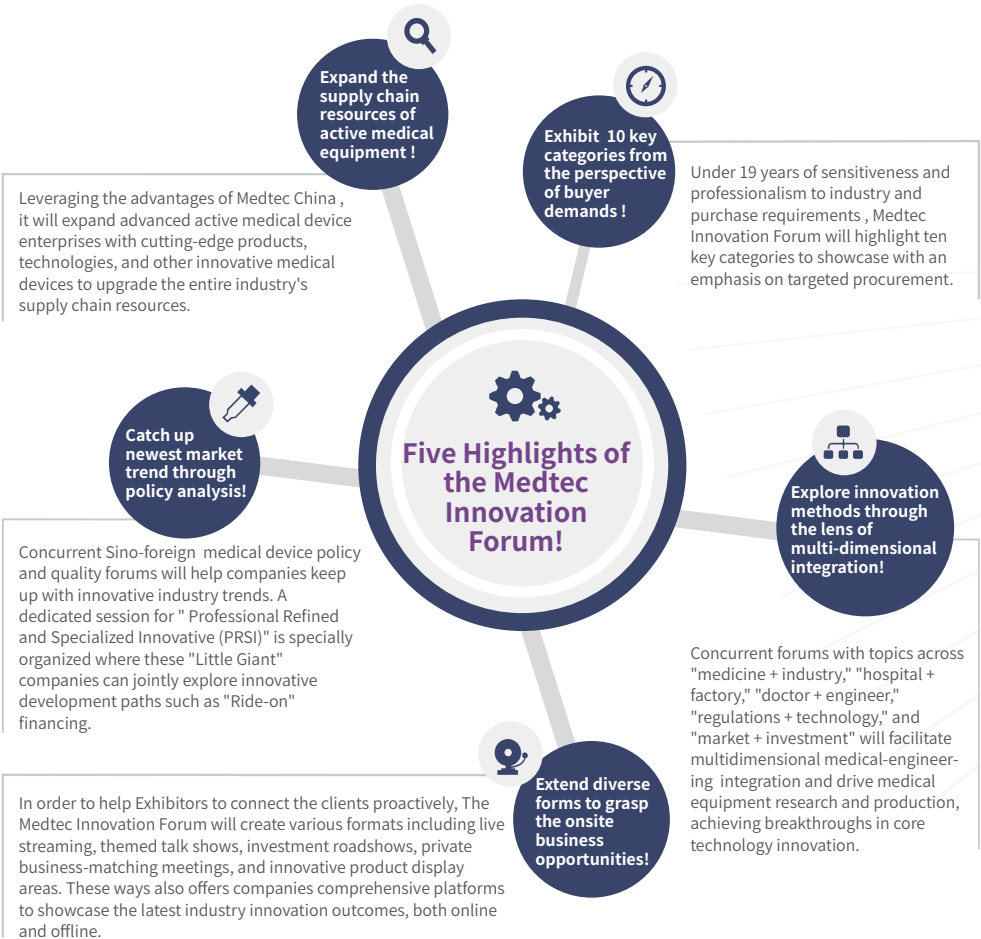 Expand the
supply chain
resources of
active medical
equipment !
Leveraging the advantages of Medtec China ,
it will expand advanced active medical device
enterprises with cutting-edge products,
technologies, and other innovative medical
devices to upgrade the entire industry's
supply chain resources.
Exhibit 10 key
categories from
the perspective
of buyer
demands !
Under 19 years of sensitiveness and
professionalism to industry and
purchase requirements , Medtec
Innovation Forum will highlight ten
key categories to showcase with an
emphasis on targeted procurement.
Five Highlights of
the Medtec
Innovation
Forum!
Catch up
newest market
trend through
policy analysis!
Concurrent Sino-foreign medical device policy
and quality forums will help companies keep
up with innovative industry trends. A
dedicated session for " Professional Refined
and Specialized Innovative (PRSI)" is specially
organized where these "Little Giant"
companies can jointly explore innovative
development paths such as "Ride-on"
financing.
Explore innovation
methods through
the lens of
multi-dimensional
integration!
Concurrent forums with topics across
"medicine + industry," "hospital +
factory," "doctor + engineer,"
"regulations + technology," and
"market + investment" will facilitate
multidimensional medical-engineer-
ing integration and drive medical
equipment research and production,
achieving breakthroughs in core
technology innovation.
Extend diverse
forms to grasp
the onsite
business
opportunities!
In order to help Exhibitors to connect the clients proactively, The
Medtec Innovation Forum will create various formats including live
streaming, themed talk shows, investment roadshows, private
business-matching meetings, and innovative product display
areas. These ways also offers companies comprehensive platforms
to showcase the latest industry innovation outcomes, both online
and offline.